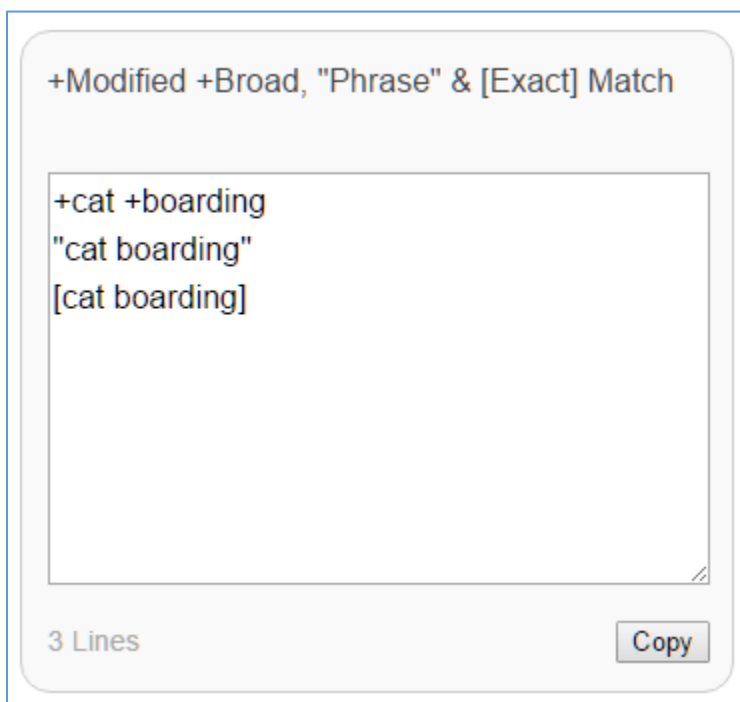 +Modified +Broad, "Phrase" & [Exact] Match
+cat +boarding
"cat boarding"
[cat boarding]
3 Lines
Copy